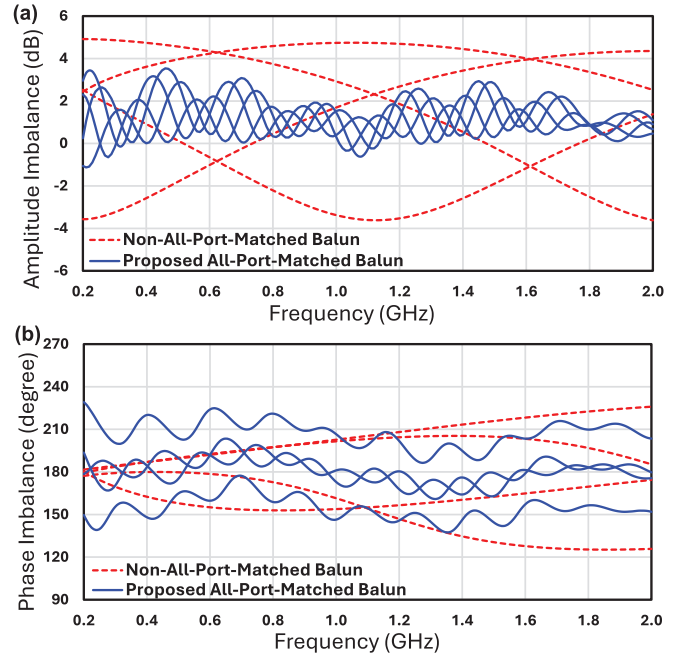 (a)
Amplitude Imbalance (dB)
6
4
2
0
-2
-4
-6
Non-All-Port-Matched Balun
Proposed All-Port-Matched Balun
0.2 0.4 0.6 0.8 1.0 1.2 1.4 1.6 1.8 2.0
Frequency (GHz)
(b)
Phase Imbalance (degree)
270
240
210
180
150
120
90
Non-All-Port-Matched Balun
Proposed All-Port-Matched Balun
0.2 0.4 0.6 0.8 1.0 1.2 1.4 1.6 1.8 2.0
Frequency (GHz)